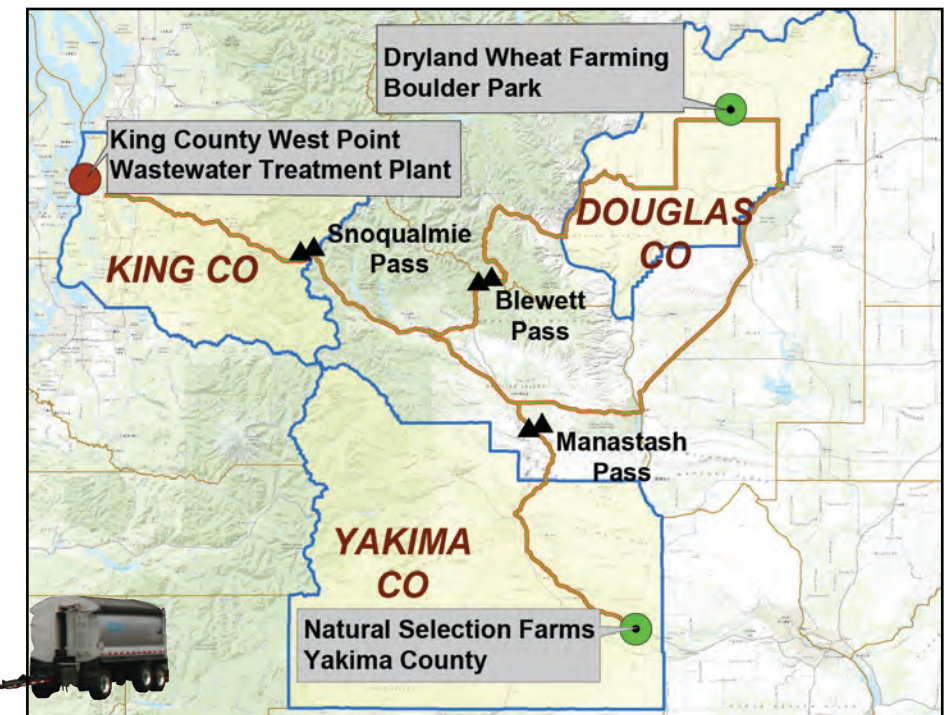 Dryland Wheat Farming
Boulder Park
King County West Point
Wastewater Treatment Plant
DOUGLAS
CO
Snoqualmie
Pass
KING CO
Blewett
Pass
Manastash
Pass
YAKIMA
CO
Natural Selection Farms
Yakima County